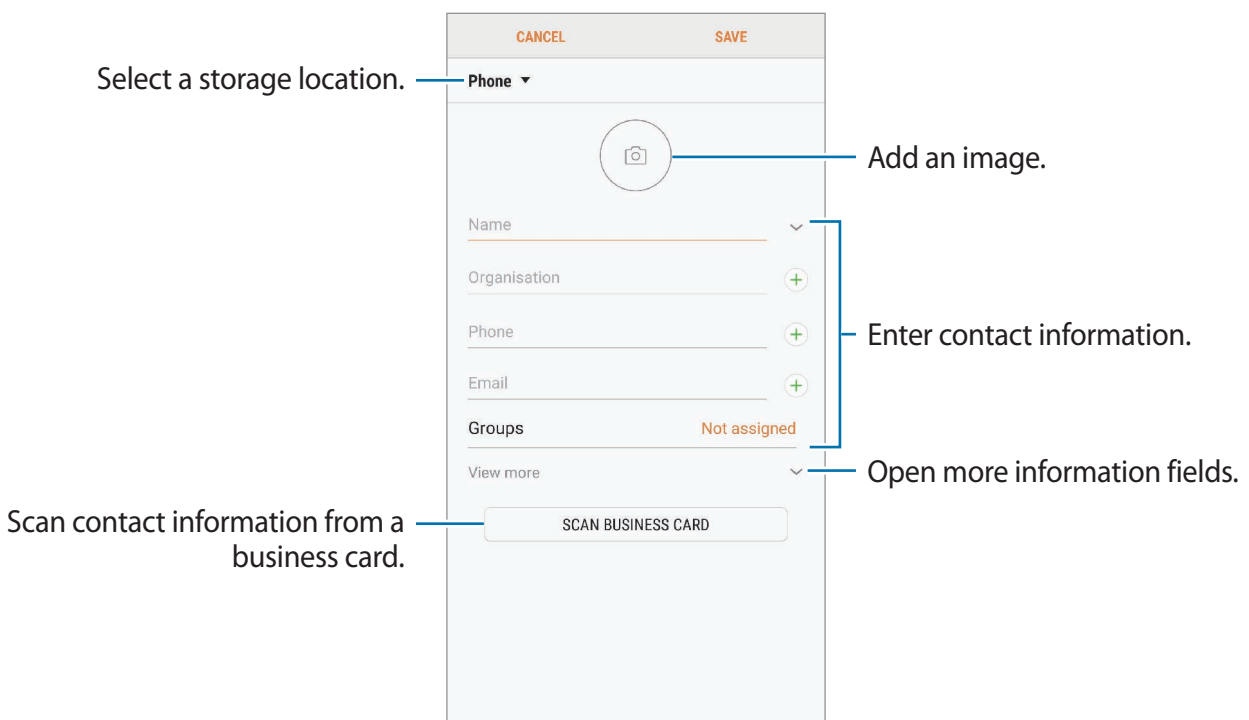 CANCEL SAVE
Select a storage location.
Phone
Add an image.
Name
Organisation
Phone
Enter contact information.
Email
Groups Not assigned
View more
Open more information fields.
Scan contact information from a
business card.
SCAN BUSINESS CARD